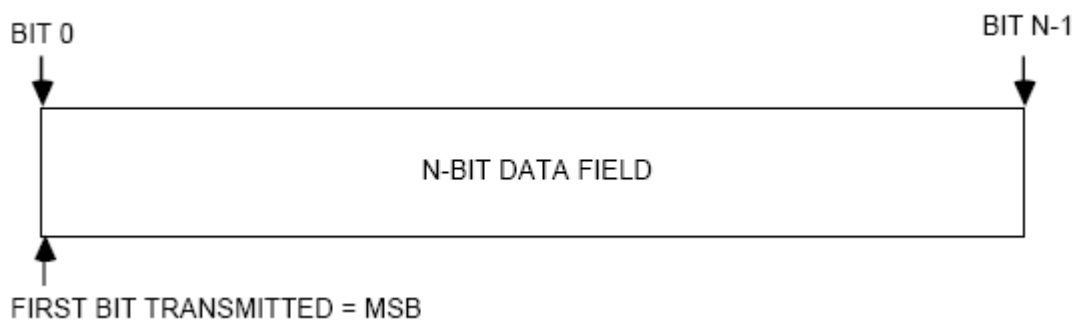 BIT 0
BIT N-1
N-BIT DATA FIELD
FIRST BIT TRANSMITTED = MSB